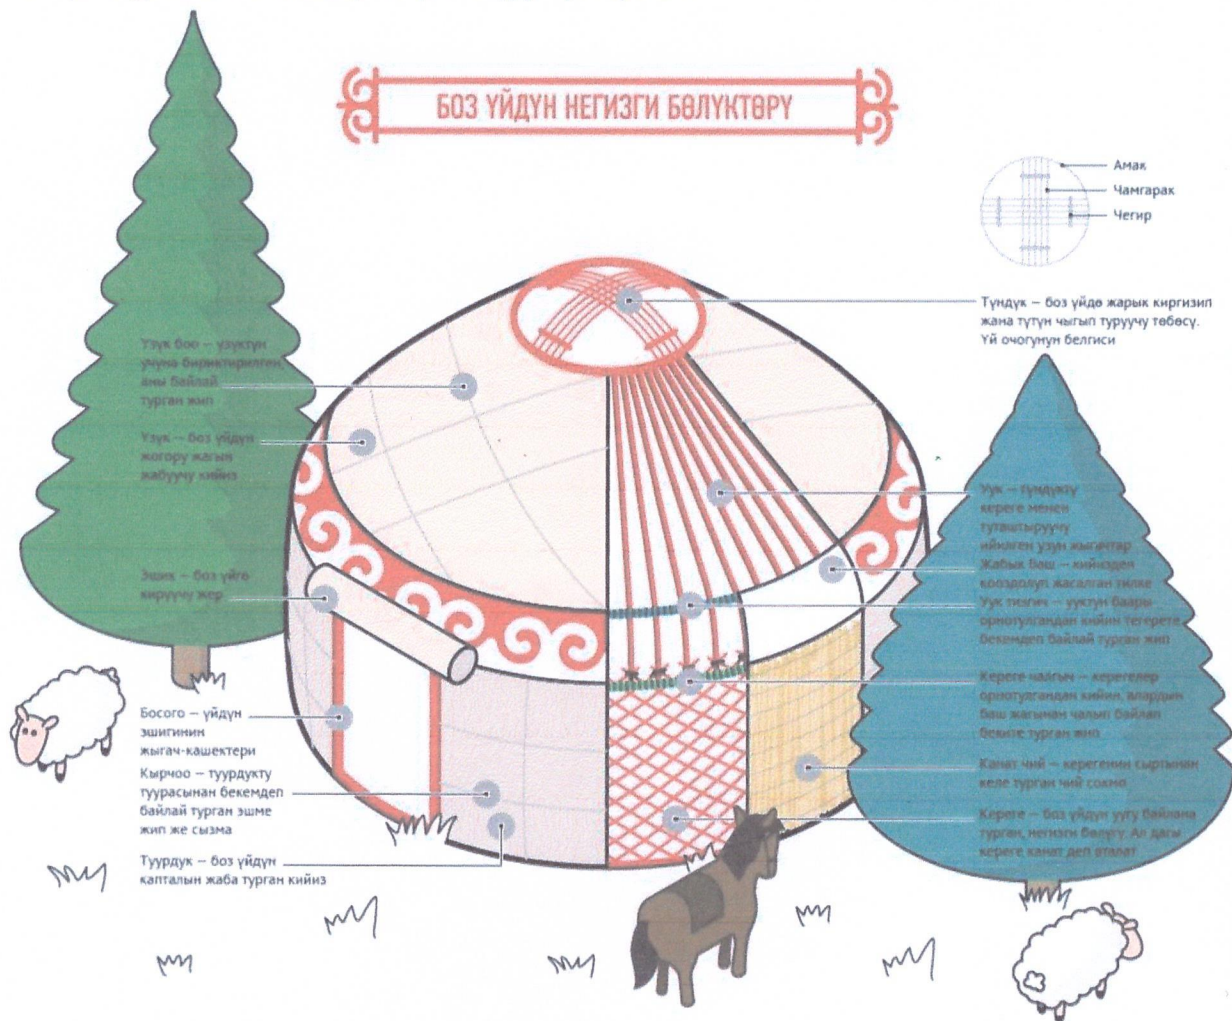 БОЗ ҮЙДҮН НЕГИЗГИ БӨЛҮКТӨРҮ
Амак
Чамгарак
Чегир
Түндүк – боз үйдө жарык киргизип
жана түтүн чыгып туруучу төбөсү.
Үй очогунун белгиси
Үзүк боо – үзүктүн
учуна бириктирилген,
аны байлай
турган жип
Үзүк – боз үйдүн
жогору жагын
жабуучу кийиз
Эшик – боз үйгө
кирүүчү жер
Босого – үйдүн
эшигинин
жыгач-кашектери
Кырчоо – туурдукту
туурасынан бекемдеп
байлай турган эшме
жип же сызма
Туурдук – боз үйдүн
капталын жаба турган кийиз
Уук – түндүктү
кереге менен
туташтыруучу
ийилген узун жыгачтар
Жабык баш – кийизден
кооздолуп жасалган тилке
Уук тизгич – ууктун баары
орнотулгандан кийин тегерете
бекемдеп байлай турган жип
Кереге чалгыч – керегелер
орнотулгандан кийин, алардын
баш жагынан чалып байлап
беките турган жип
Канат чий – керегенин сыртынан
келе турган чий сокмо
Кереге – боз үйдүн уугу байлана
турган, негизги бөлүгү. Ал дагы
кереге канат деп аталат